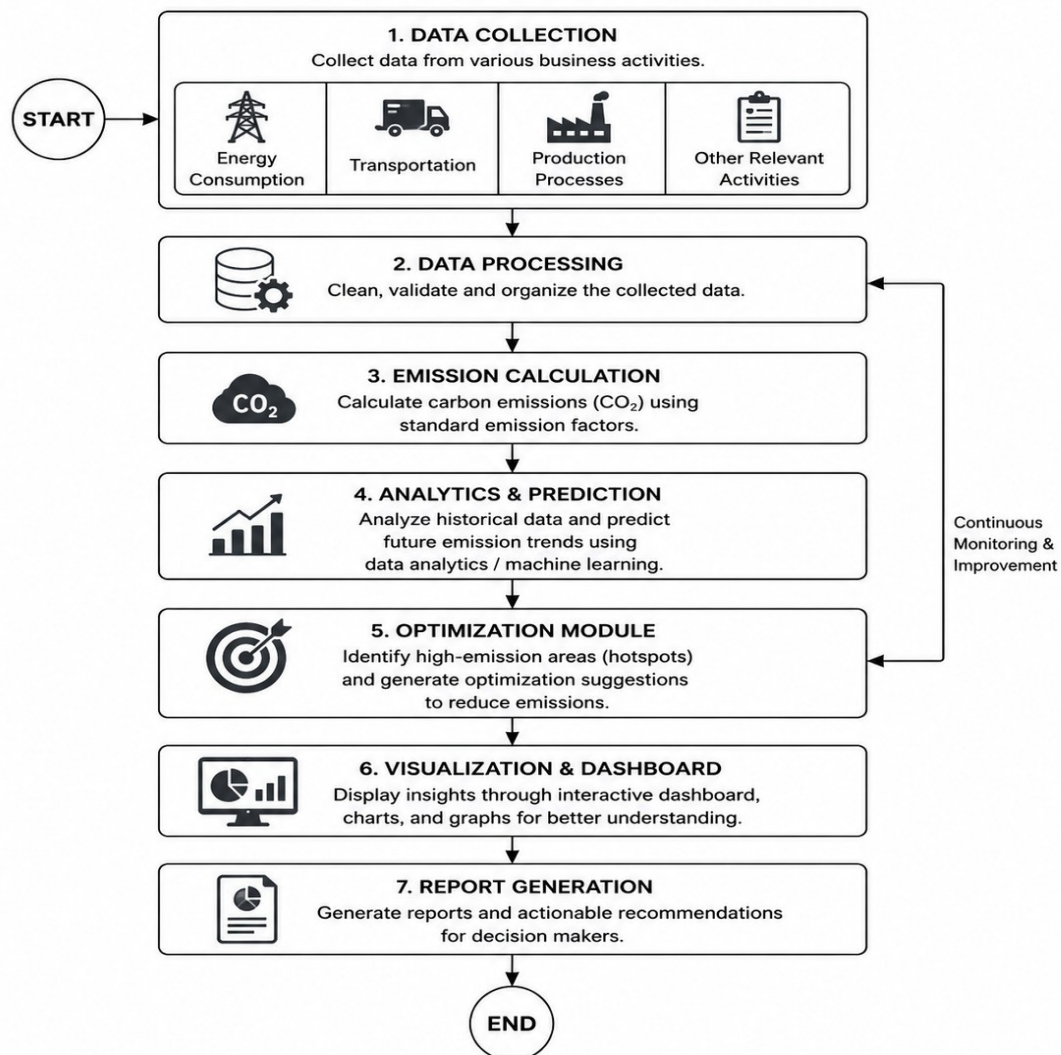 1. DATA COLLECTION
Collect data from various business activities.
START
Energy
Consumption
Transportation
Production
Processes
Other Relevant
Activities
2. DATA PROCESSING
Clean, validate and organize the collected data.
3. EMISSION CALCULATION
CO₂
Calculate carbon emissions (CO₂) using
standard emission factors.
4. ANALYTICS & PREDICTION
Analyze historical data and predict
future emission trends using
data analytics / machine learning.
Continuous
Monitoring &
Improvement
5. OPTIMIZATION MODULE
Identify high-emission areas (hotspots)
and generate optimization suggestions
to reduce emissions.
6. VISUALIZATION & DASHBOARD
Display insights through interactive dashboard,
charts, and graphs for better understanding.
7. REPORT GENERATION
Generate reports and actionable recommendations
for decision makers.
END